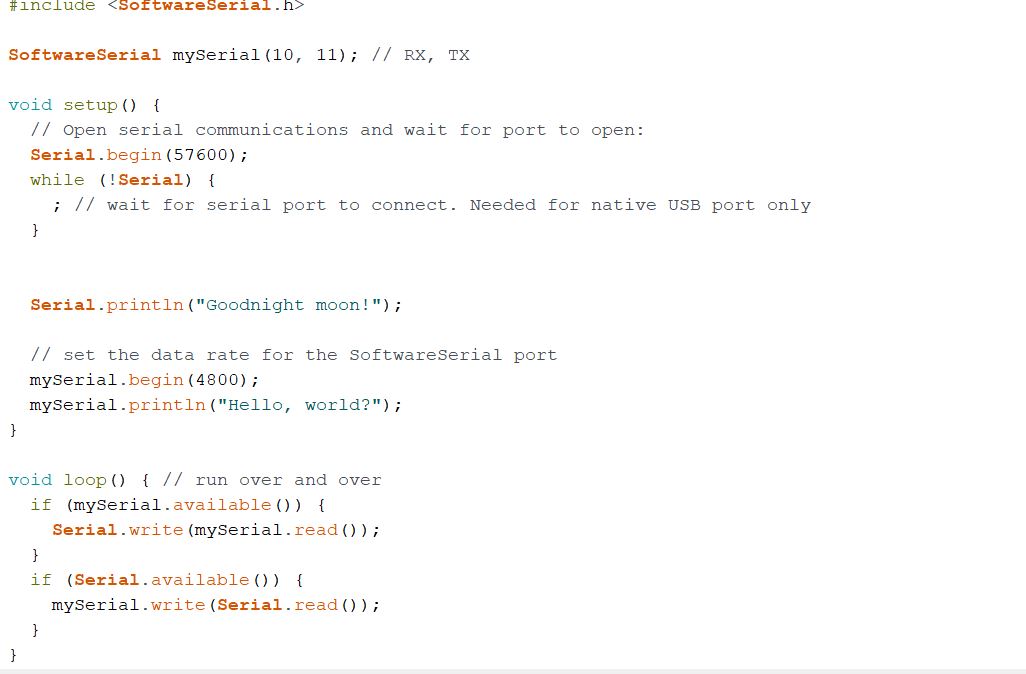 #include <SoftwareSerial.h>
SoftwareSerial mySerial(10, 11); // RX, TX
void setup() {
  // Open serial communications and wait for port to open:
  Serial.begin(57600);
  while (!Serial) {
    ; // wait for serial port to connect. Needed for native USB port only
  }
  Serial.println("Goodnight moon!");
  // set the data rate for the SoftwareSerial port
  mySerial.begin(4800);
  mySerial.println("Hello, world?");
}
void loop() { // run over and over
  if (mySerial.available()) {
    Serial.write(mySerial.read());
  }
  if (Serial.available()) {
    mySerial.write(Serial.read());
  }
}